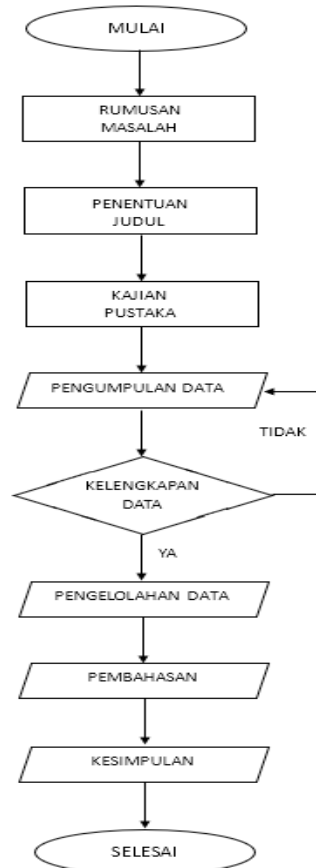 MULAI
RUMUSAN
MASALAH
PENENTUAN
JUDUL
KAJIAN
PUSTAKA
PENGUMPULAN DATA
TIDAK
KELENGKAPAN
DATA
YA
PENGELOLAHAN DATA
PEMBAHASAN
KESIMPULAN
SELESAI